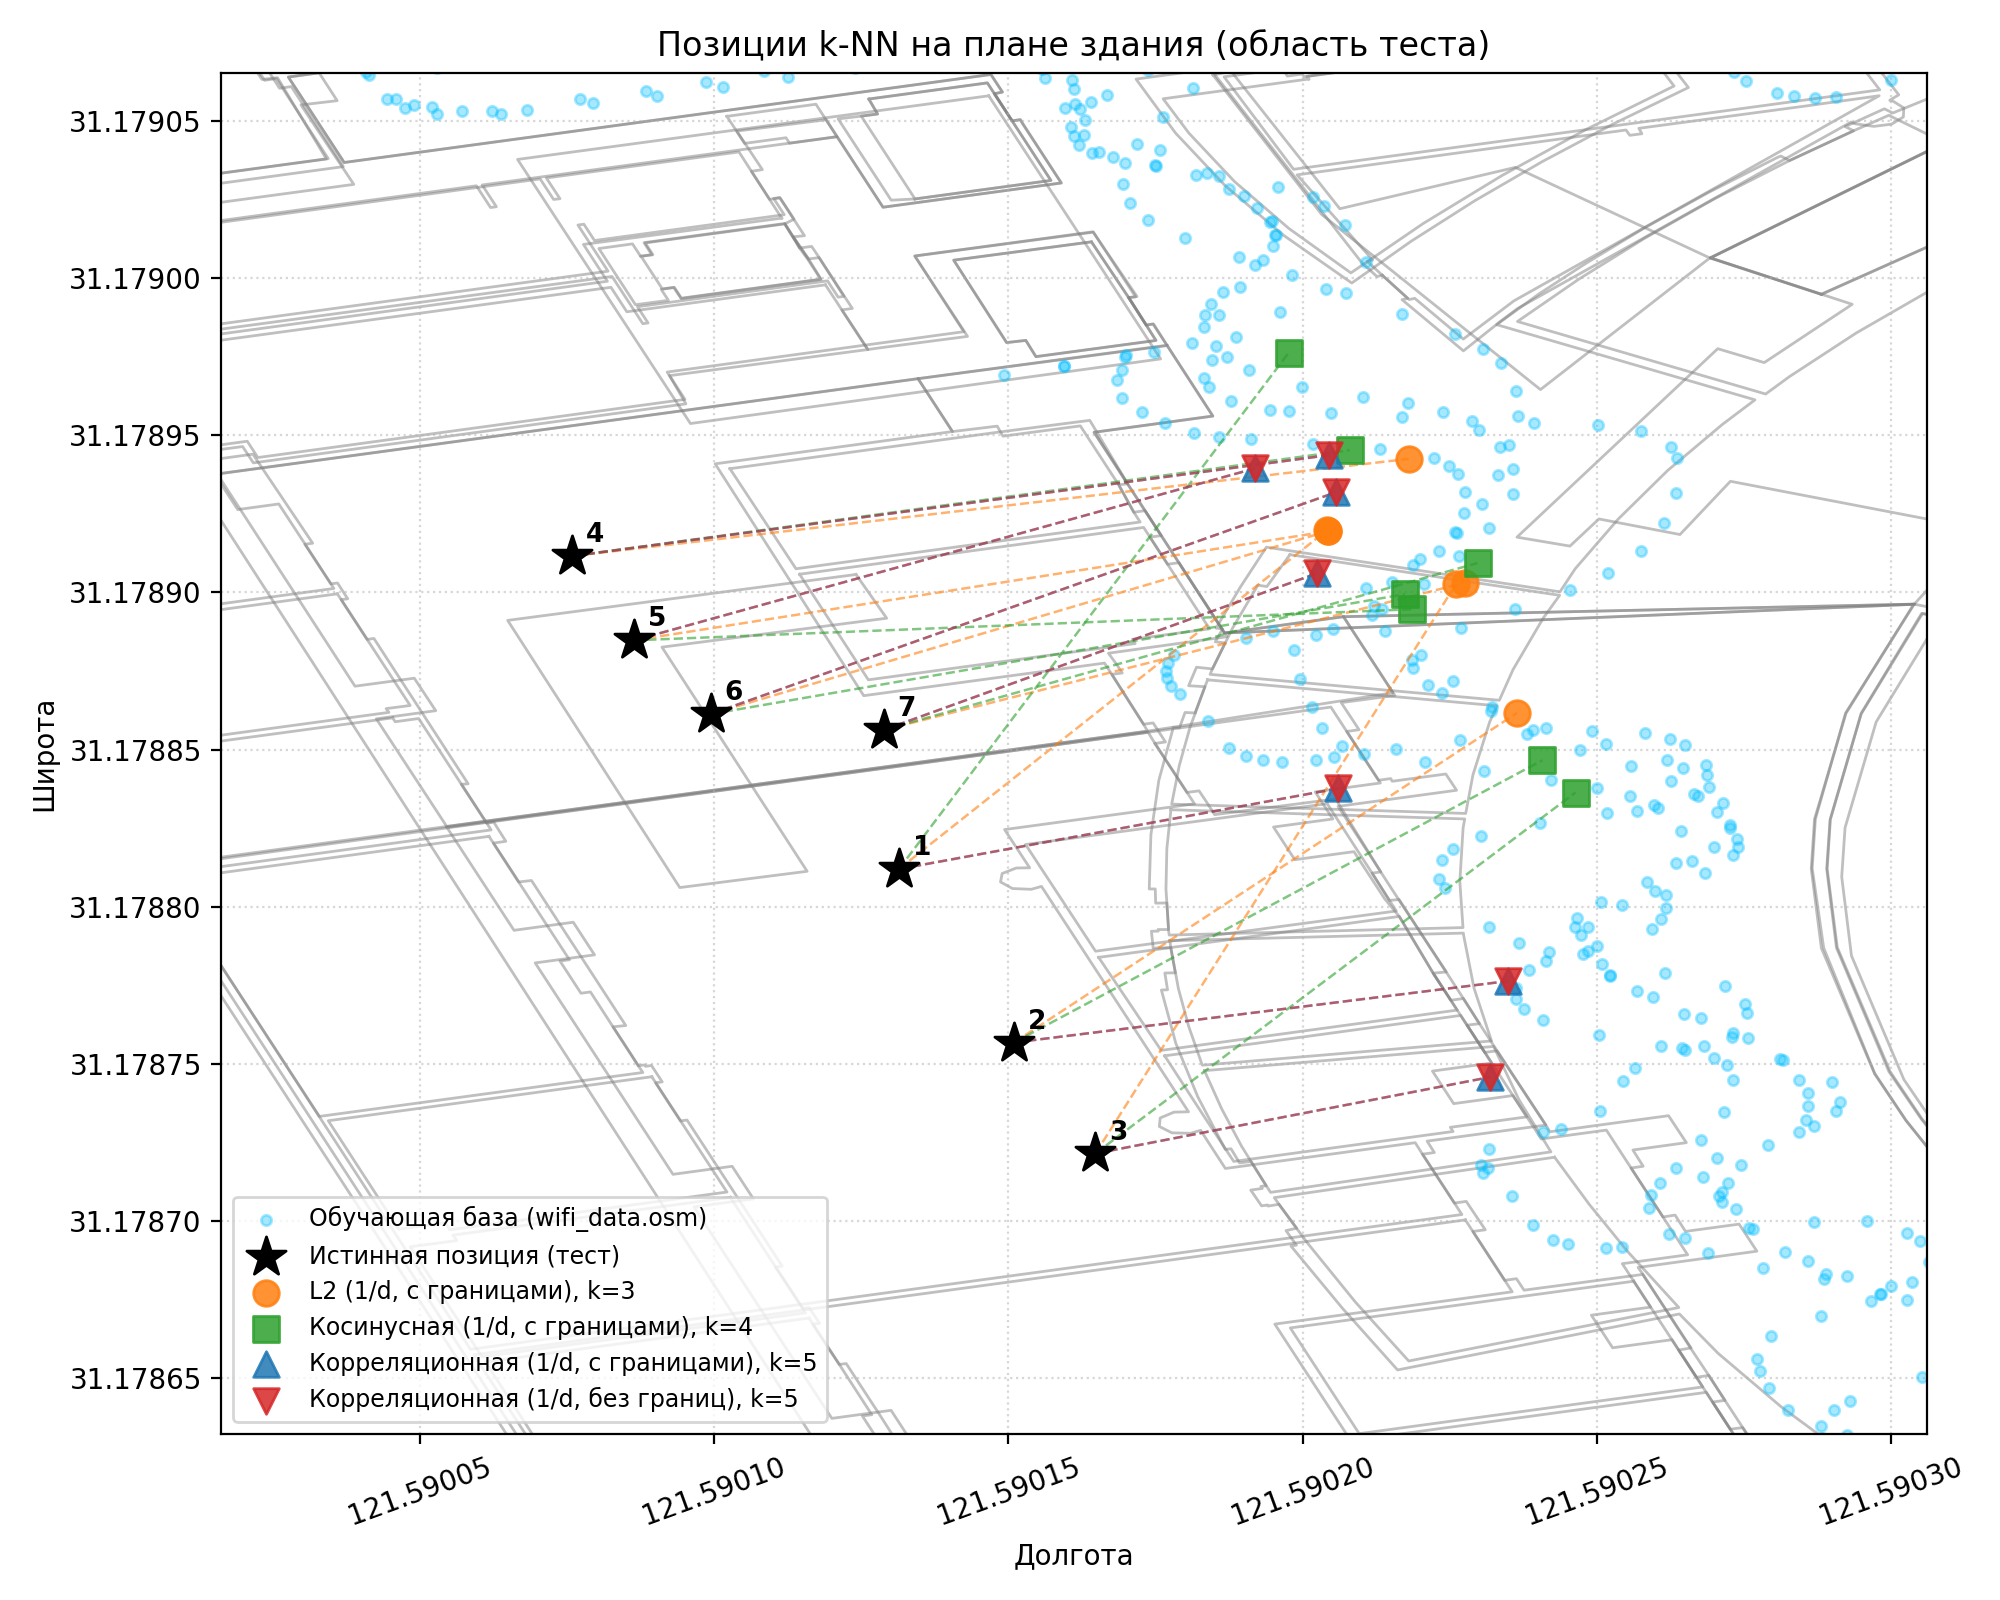 Позиции k-NN на плане здания (область теста)
31.17905
31.17900
31.17895
31.17890
31.17885
31.17880
31.17875
31.17870
31.17865
Широта
4
5
6
7
1
2
3
Обучающая база (wifi_data.osm)
Истинная позиция (тест)
L2 (1/d, с границами), k=3
Косинусная (1/d, с границами), k=4
Корреляционная (1/d, с границами), k=5
Корреляционная (1/d, без границ), k=5
121.59005
121.59010
121.59015
121.59020
121.59025
121.59030
Долгота